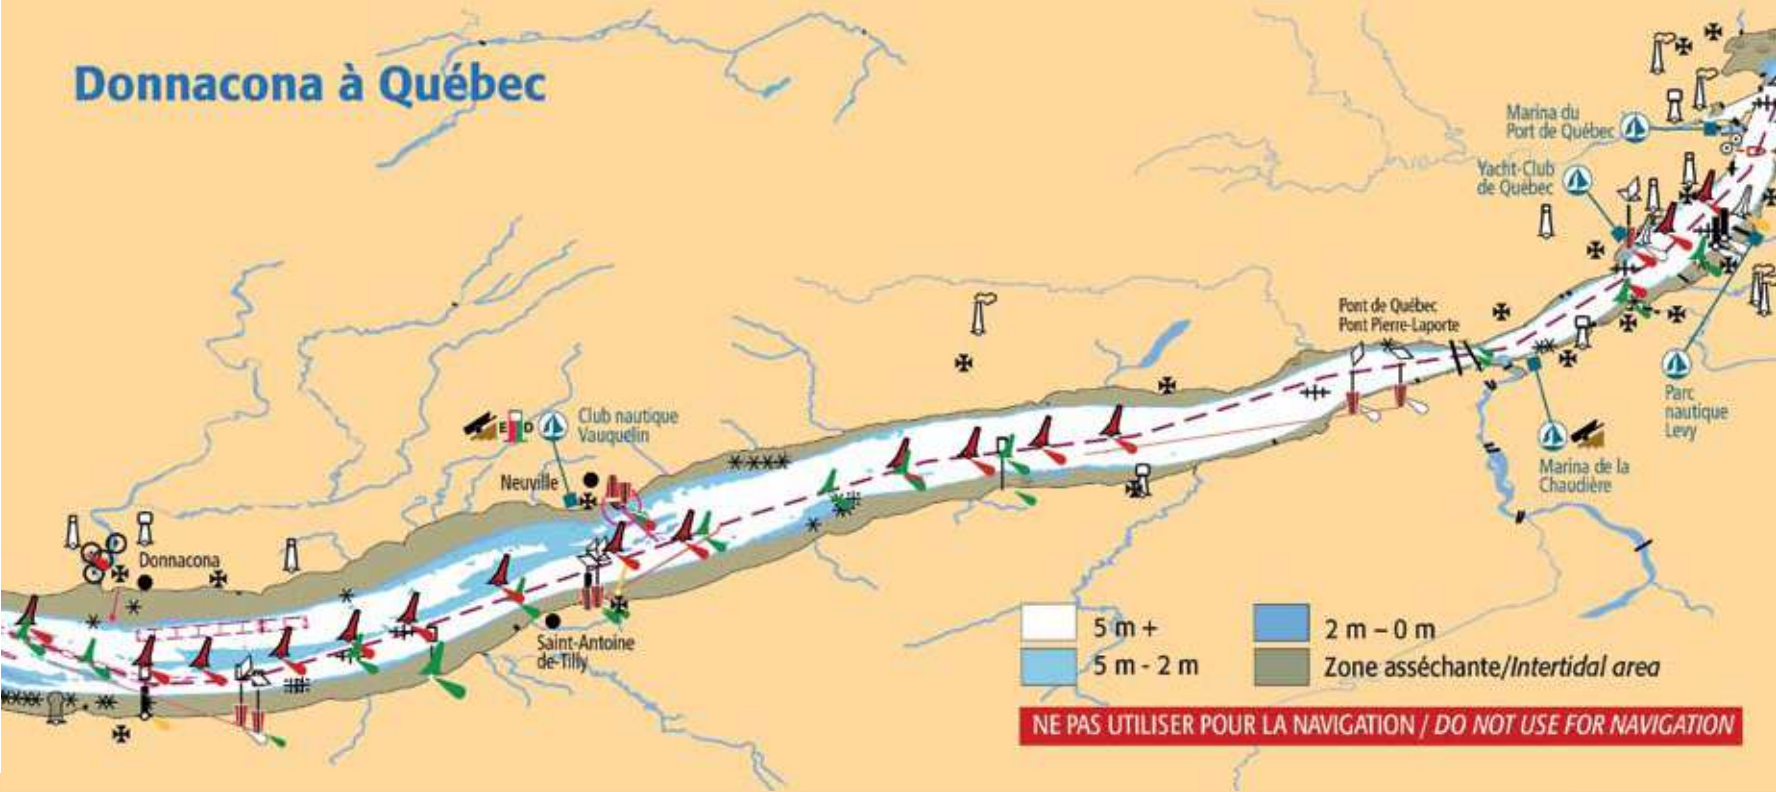 Donnacona à Québec
Marina du
Port de Québec
Yacht-Club
de Québec
Pont de Québec
Pont Pierre-Laporte
Parc
nautique
Levy
Marina de la
Chaudière
Club nautique
Vauquelin
E D
Neuville
Donnacona
Saint-Antoine
de-Tilly
5 m +
2 m – 0 m
5 m - 2 m
Zone asséchante/Intertidal area
NE PAS UTILISER POUR LA NAVIGATION / DO NOT USE FOR NAVIGATION